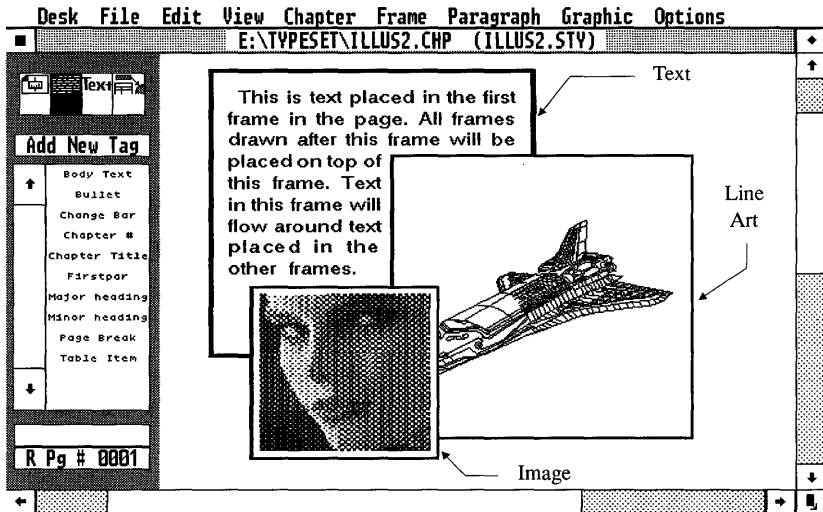 Desk File Edit View Chapter Frame Paragraph Graphic Options
E:\TYPESET\ILLUS2.CHP (ILLUS2.STY)
Text
Add New Tag
Body Text
Bullet
Change Bar
Chapter #
Chapter Title
Firstpar
Major heading
Minor heading
Page Break
Table Item
R Pg # 0001
This is text placed in the first
frame in the page. All frames
drawn after this frame will be
placed on top of
this frame. Text
in this frame will
flow around text
placed in the
other frames.
Text
Line
Art
Image